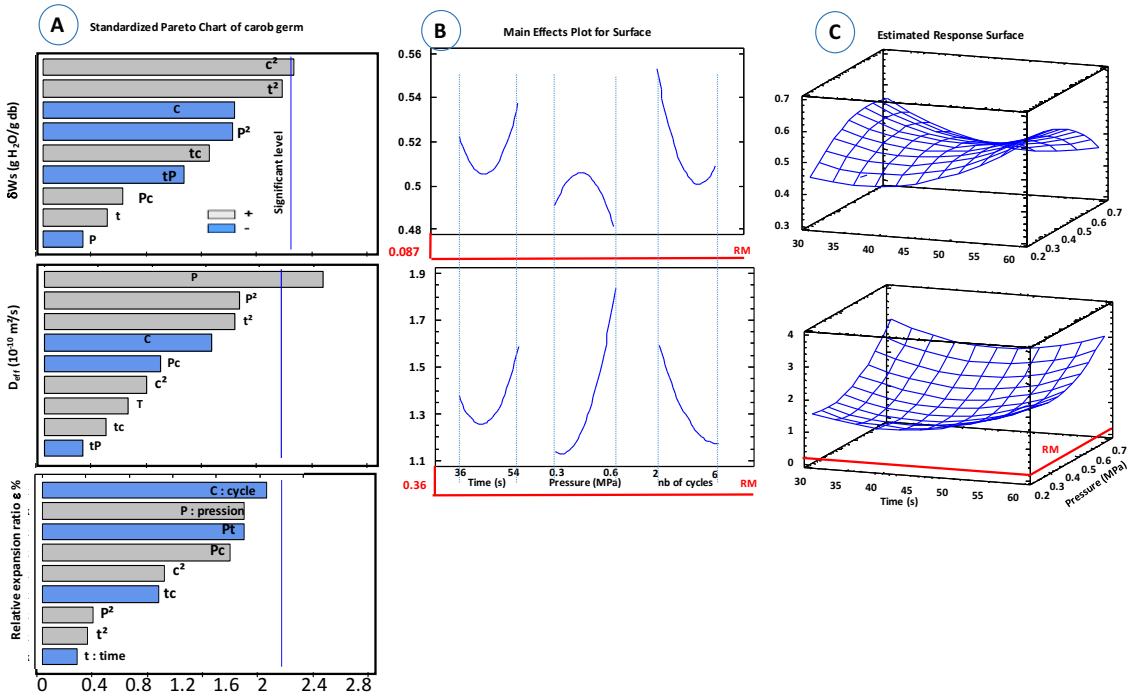 A
Standardized Pareto Chart of carob germ
δWs (g H₂O/g db)
c²
t²
C
P²
tc
tP
Pc
t
P
Significant level
+
-
Dₑff (10⁻¹⁰ m²/s)
P
P²
t²
C
Pc
c²
T
tc
tP
Relative expansion ratio ε %
C : cycle
P : pression
Pt
Pc
c²
tc
P²
t²
t : time
0 0.4 0.8 1.2 1.6 2 2.4 2.8
B
Main Effects Plot for Surface
0.56
0.54
0.52
0.5
0.48
0.087
RM
1.9
1.7
1.5
1.3
1.1
36 54 0.3 0.6 2 6
Time (s) Pressure (MPa) nb of cycles
0.36
RM
C
Estimated Response Surface
0.7
0.6
0.5
0.4
0.3
30 35 40 45 50 55 60
0.2 0.3 0.4 0.5 0.6 0.7
4
3
2
1
0
30 35 40 45 50 55 60
Time (s)
0.2 0.3 0.4 0.5 0.6 0.7
Pressure (MPa)
RM